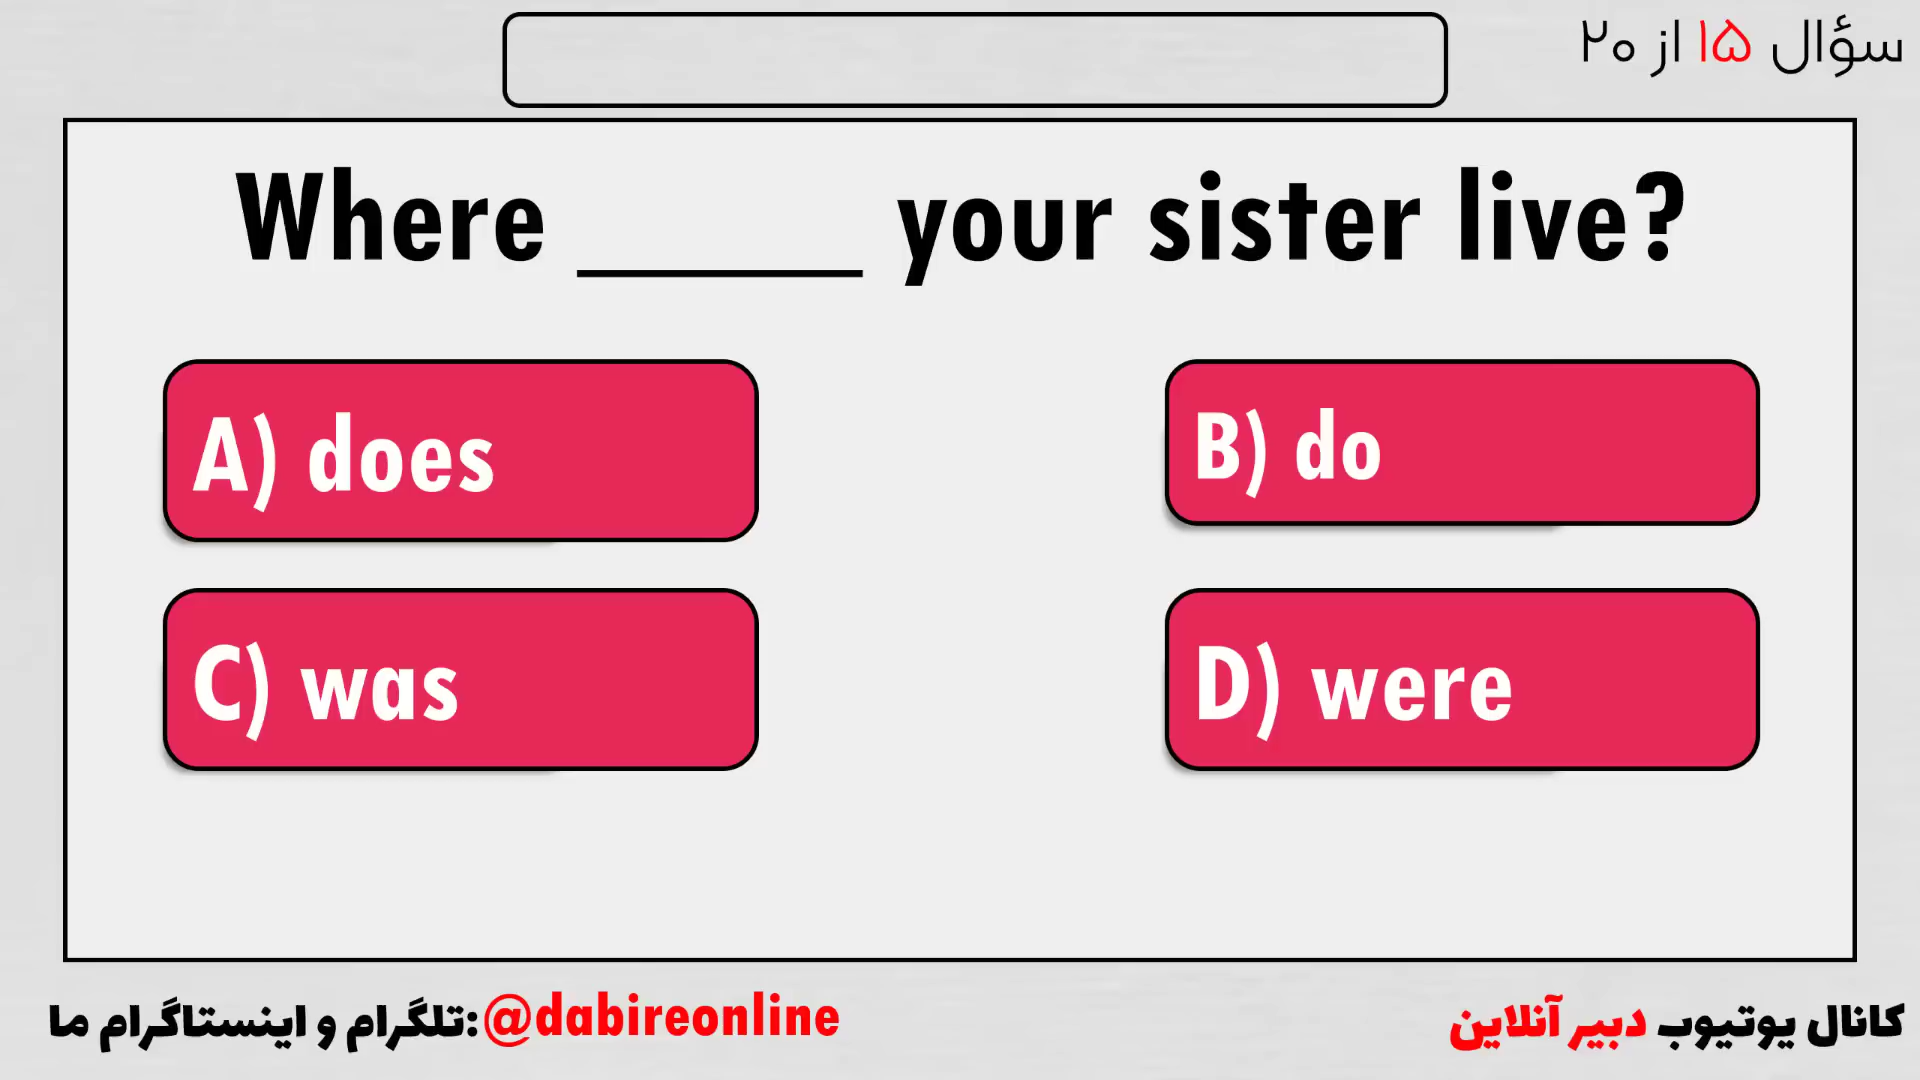 سؤال ۱۵ از ۲۰
Where _____ your sister live?
A) does
B) do
C) was
D) were
تلگرام و اینستاگرام ما: @dabireonline
کانال یوتیوب دبیر آنلاین